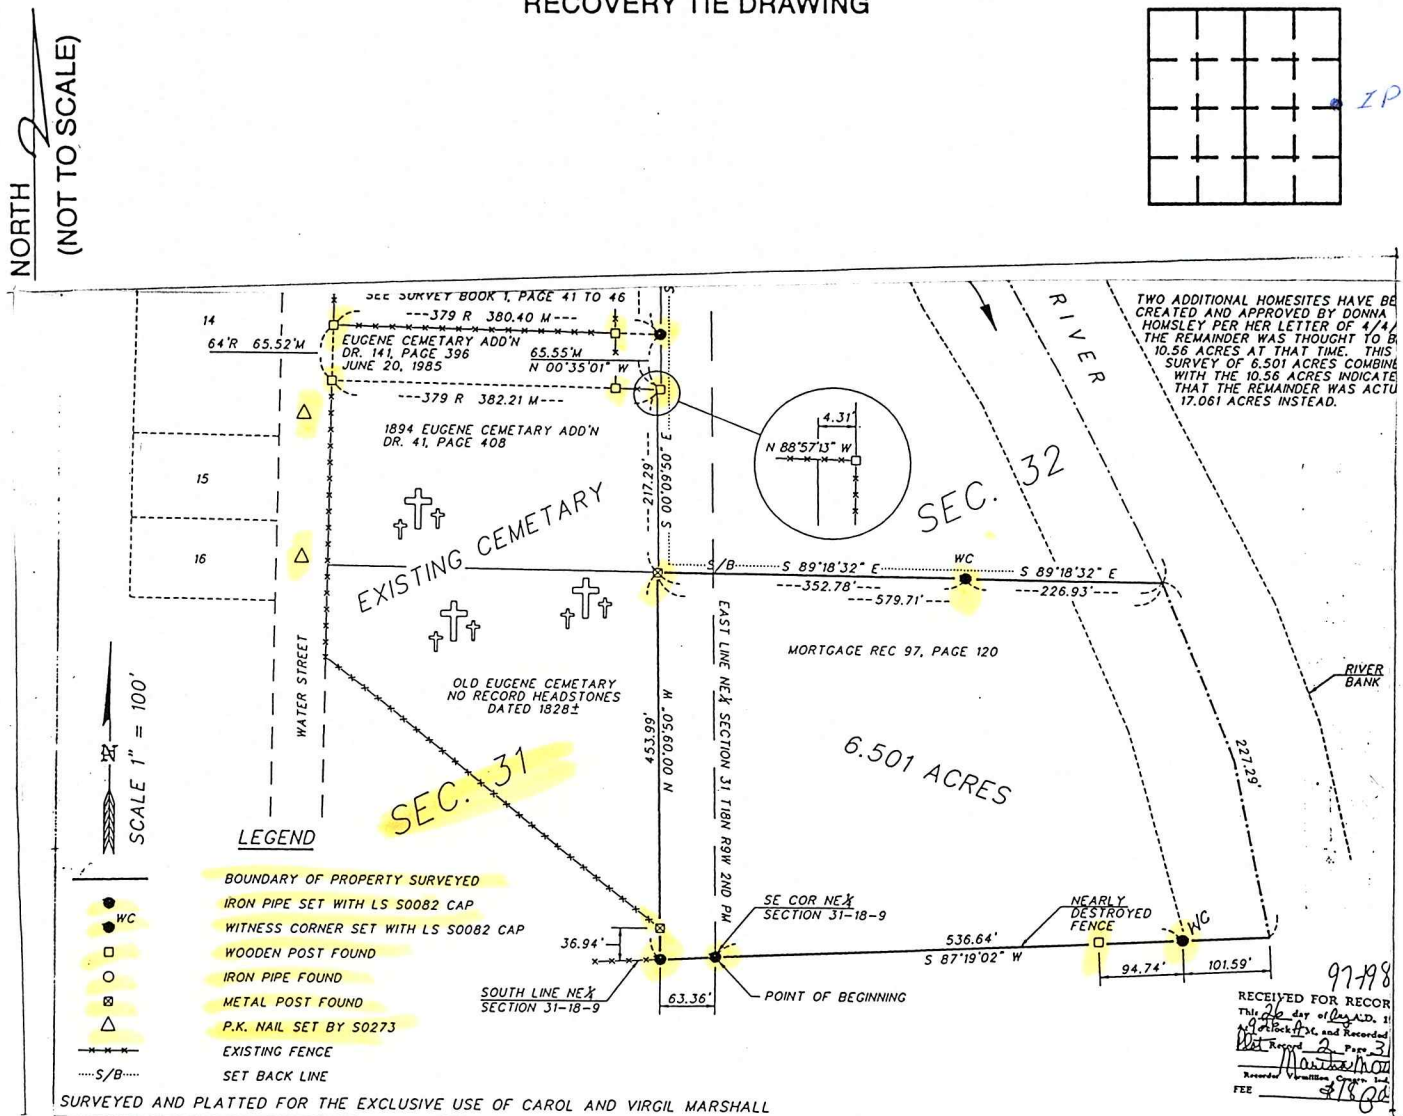 RECOVERY TIE DRAWING
NORTH
(NOT TO SCALE)
IP
14
64'R 65.52'M
SEE SURVEY BOOK 1, PAGE 41 TO 46
---379 R 380.40 M---
EUGENE CEMETARY ADD'N
DR. 141, PAGE 396
JUNE 20, 1985
65.55'M
N 00°35'01" W
---379 R 382.21 M---
1894 EUGENE CEMETARY ADD'N
DR. 41, PAGE 408
15
16
EXISTING CEMETARY
WATER STREET
217.29'
S 00°09'50" E
4.31'
N 88°57'13" W
RIVER
SEC. 32
TWO ADDITIONAL HOMESITES HAVE BE
CREATED AND APPROVED BY DONNA
HOMSLEY PER HER LETTER OF 4/4/
THE REMAINDER WAS THOUGHT TO B
10.56 ACRES AT THAT TIME. THIS
SURVEY OF 6.501 ACRES COMBINE
WITH THE 10.56 ACRES INDICATE
THAT THE REMAINDER WAS ACTU
17.061 ACRES INSTEAD.
S/B
S 89°18'32" E
WC
S 89°18'32" E
---352.78'---
---579.71'---
---226.93'---
MORTGAGE REC 97, PAGE 120
EAST LINE NE¼ SECTION 31 T18N R9W 2ND PM
OLD EUGENE CEMETARY
NO RECORD HEADSTONES
DATED 1828±
453.99'
N 00°09'50" W
RIVER
BANK
6.501 ACRES
227.29'
SEC. 31
N
SCALE 1" = 100'
LEGEND
BOUNDARY OF PROPERTY SURVEYED
IRON PIPE SET WITH LS S0082 CAP
WC
WITNESS CORNER SET WITH LS S0082 CAP
WOODEN POST FOUND
IRON PIPE FOUND
METAL POST FOUND
P.K. NAIL SET BY S0273
EXISTING FENCE
S/B
SET BACK LINE
36.94'
SOUTH LINE NE¼
SECTION 31-18-9
63.36'
SE COR NE¼
SECTION 31-18-9
POINT OF BEGINNING
NEARLY
DESTROYED
FENCE
536.64'
S 87°19'02" W
WC
94.74'
101.59'
RECEIVED FOR RECOR
This 26 day of A.D. 1
and Recorded
Record 2 Page 3
Recorder Vermillion County, Ind.
FEE
SURVEYED AND PLATTED FOR THE EXCLUSIVE USE OF CAROL AND VIRGIL MARSHALL